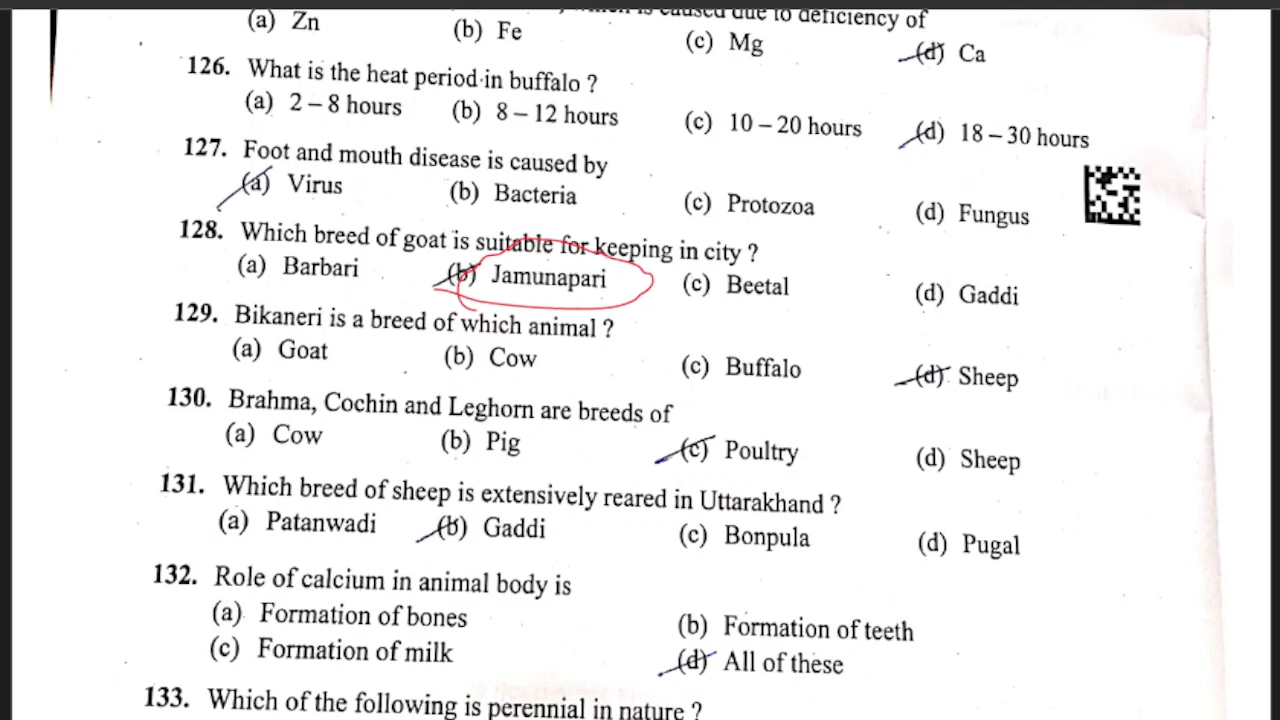 is caused due to deficiency of
(a) Zn (b) Fe (c) Mg (d) Ca
126. What is the heat period in buffalo ?
(a) 2 – 8 hours (b) 8 – 12 hours (c) 10 – 20 hours (d) 18 – 30 hours
127. Foot and mouth disease is caused by
(a) Virus (b) Bacteria (c) Protozoa (d) Fungus
128. Which breed of goat is suitable for keeping in city ?
(a) Barbari (b) Jamunapari (c) Beetal (d) Gaddi
129. Bikaneri is a breed of which animal ?
(a) Goat (b) Cow (c) Buffalo (d) Sheep
130. Brahma, Cochin and Leghorn are breeds of
(a) Cow (b) Pig (c) Poultry (d) Sheep
131. Which breed of sheep is extensively reared in Uttarakhand ?
(a) Patanwadi (b) Gaddi (c) Bonpula (d) Pugal
132. Role of calcium in animal body is
(a) Formation of bones (b) Formation of teeth
(c) Formation of milk (d) All of these
133. Which of the following is perennial in nature ?